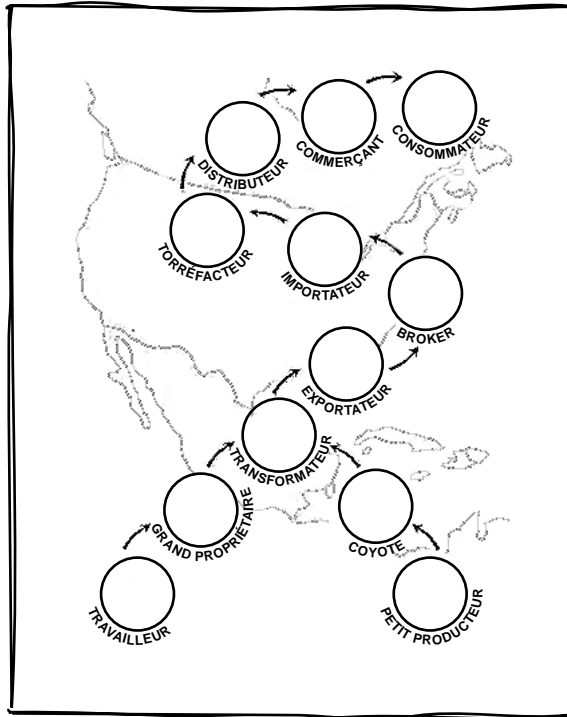 CONSOMMATEUR
COMMERÇANT
DISTRIBUTEUR
TORRÉFACTEUR
IMPORTATEUR
BROKER
EXPORTATEUR
TRANSFORMATEUR
GRAND PROPRIÉTAIRE
COYOTE
TRAVAILLEUR
PETIT PRODUCTEUR